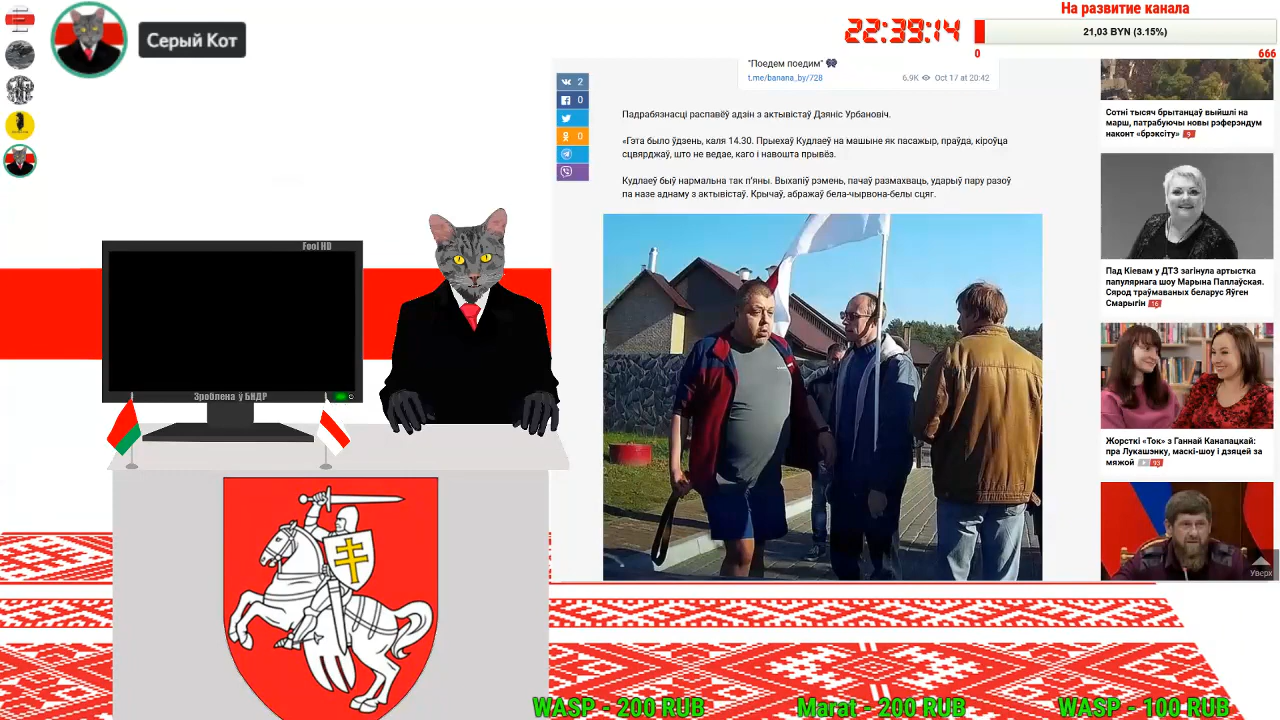 Серый Кот
22:39:14
На развитие канала
21,03 BYN (3.15%)
0
666
"Поедем поедим"
t.me/banana_by/728
6.9K
Oct 17 at 20:42
2
0
0
Падрабязнасці распавёў адзін з актывістаў Дзяніс Урбановіч.
«Гэта было ўдзень, каля 14.30. Прыехаў Кудлаеў на машыне як пасажыр, праўда, кіроўца
сцвярджаў, што не ведае, каго і навошта прывёз.
Кудлаеў быў нармальна так п'яны. Выхапіў рэмень, пачаў размахваць, ударыў пару разоў
па назе аднаму з актывістаў. Крычаў, абражаў бела-чырвона-белы сцяг.
Сотні тысяч брытанцаў выйшлі на
марш, патрабуючы новы рэферэндум
наконт «брэксіту» 9
Пад Кіевам у ДТЗ загінула артыстка
папулярнага шоу Марына Паплаўская.
Сярод траўмаваных беларус Яўген
Смарыгін 16
Жорсткі «Ток» з Ганнай Канапацкай:
пра Лукашэнку, маскі-шоу і дзяцей за
мяжой 93
Уверх
Fool HD
Зроблена ў БНДР
WASP - 200 RUB
Marat - 200 RUB
WASP - 100 RUB